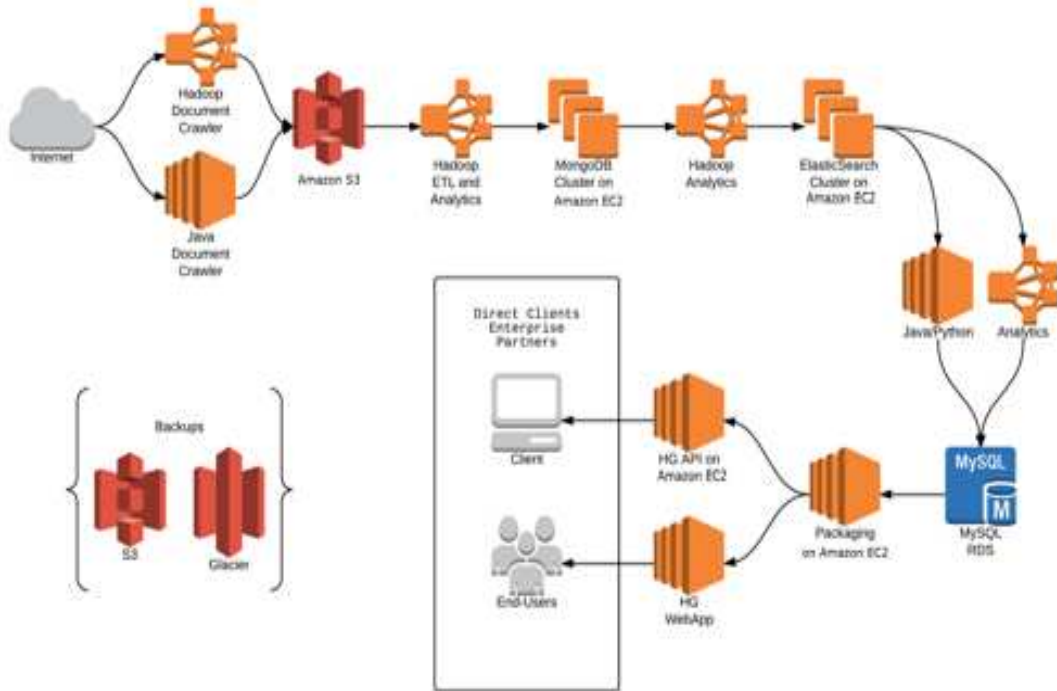 Internet
Hadoop
Document
Crawler
Java
Document
Crawler
Amazon S3
Hadoop
ETL and
Analytics
MongoDB
Cluster on
Amazon EC2
Hadoop
Analytics
ElasticSearch
Cluster on
Amazon EC2
Java/Python
Analytics
MySQL
M
MySQL
RDS
Packaging
on Amazon EC2
HG API on
Amazon EC2
HG
WebApp
Direct Clients
Enterprise
Partners
Client
End-Users
Backups
S3
Glacier